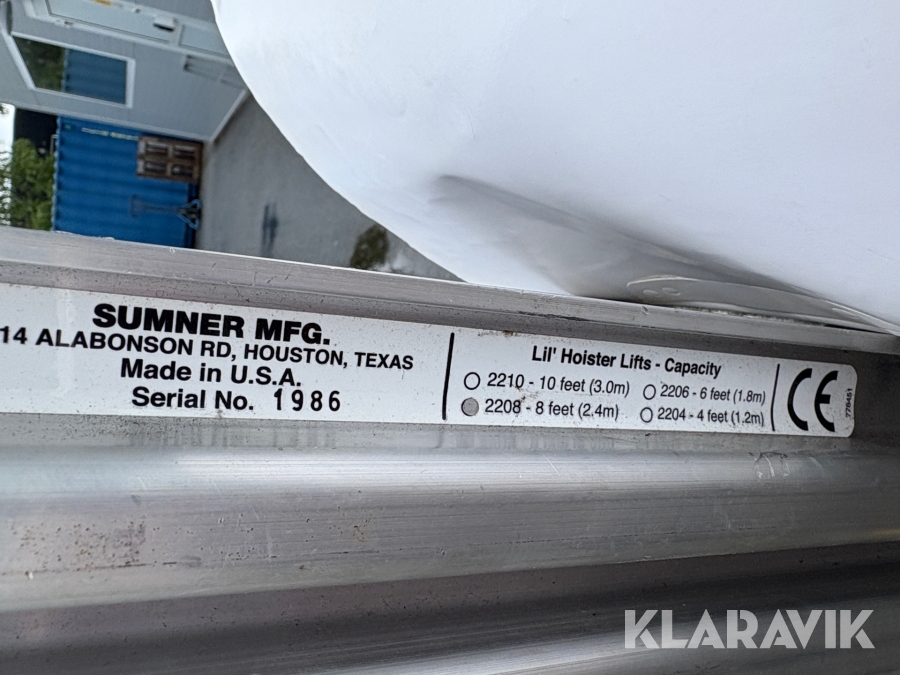 SUMNER MFG.
14 ALABONSON RD, HOUSTON, TEXAS
Made in U.S.A.
Serial No. 1986
Lil' Hoister Lifts - Capacity
2210 - 10 feet (3.0m) 2206 - 6 feet (1.8m)
2208 - 8 feet (2.4m) 2204 - 4 feet (1.2m)
CE
778451
KLARAVIK